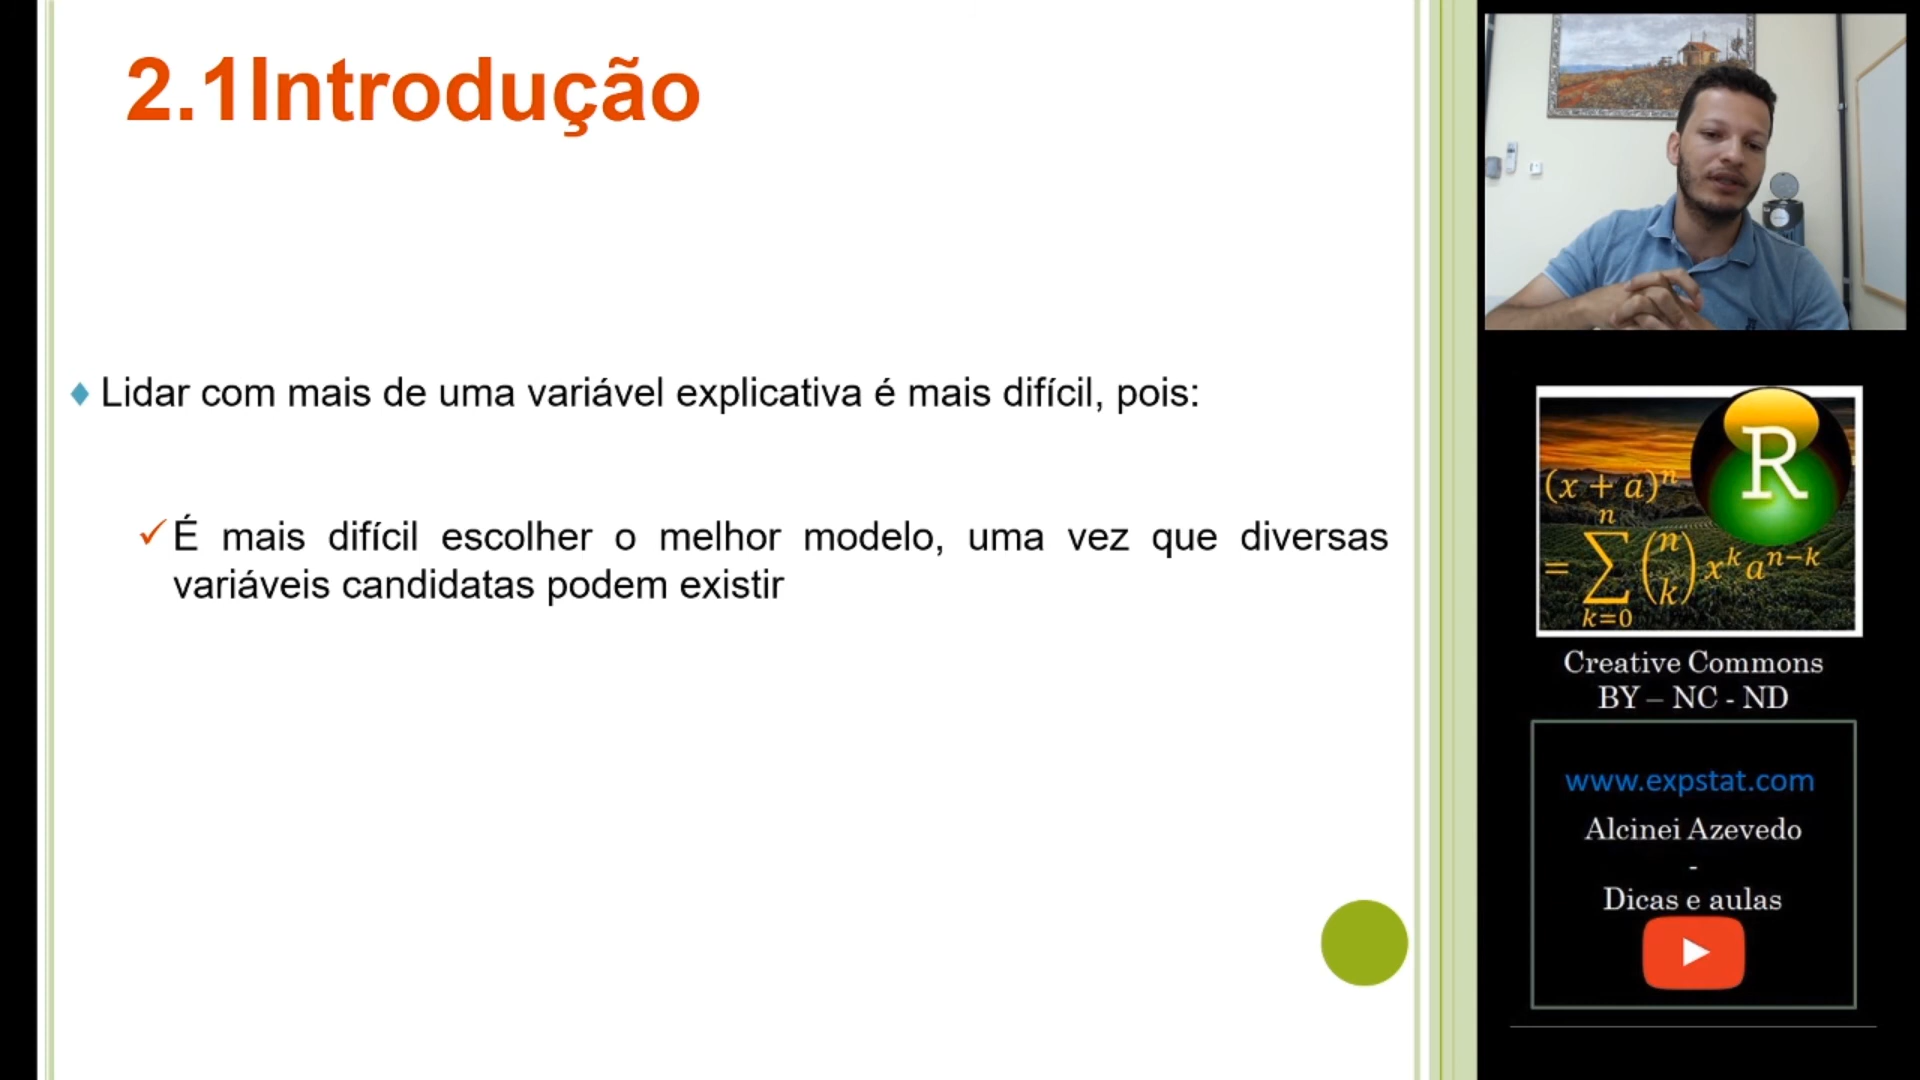 2.1Introdução
Lidar com mais de uma variável explicativa é mais difícil, pois:
É mais difícil escolher o melhor modelo, uma vez que diversas
variáveis candidatas podem existir
R
(x + a)^n
= ∑_{k=0}^{n} (n k) x^k a^{n−k}
Creative Commons
BY – NC - ND
www.expstat.com
Alcinei Azevedo
-
Dicas e aulas